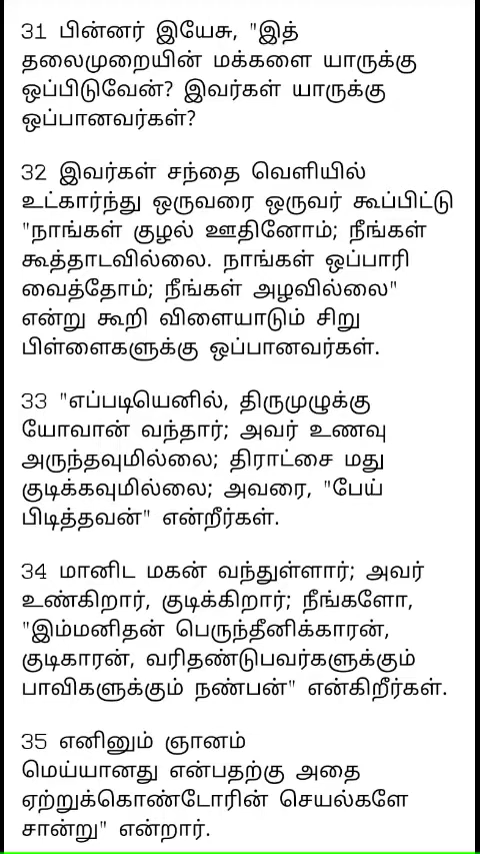 31 பின்னர் இயேசு, "இத்
தலைமுறையின் மக்களை யாருக்கு
ஒப்பிடுவேன்? இவர்கள் யாருக்கு
ஒப்பானவர்கள்?
32 இவர்கள் சந்தை வெளியில்
உட்கார்ந்து ஒருவரை ஒருவர் கூப்பிட்டு
"நாங்கள் குழல் ஊதினோம்; நீங்கள்
கூத்தாடவில்லை. நாங்கள் ஒப்பாரி
வைத்தோம்; நீங்கள் அழவில்லை"
என்று கூறி விளையாடும் சிறு
பிள்ளைகளுக்கு ஒப்பானவர்கள்.
33 "எப்படியெனில், திருமுழுக்கு
யோவான் வந்தார்; அவர் உணவு
அருந்தவுமில்லை; திராட்சை மது
குடிக்கவுமில்லை; அவரை, "பேய்
பிடித்தவன்" என்றீர்கள்.
34 மானிட மகன் வந்துள்ளார்; அவர்
உண்கிறார், குடிக்கிறார்; நீங்களோ,
"இம்மனிதன் பெருந்தீனிக்காரன்,
குடிகாரன், வரிதண்டுபவர்களுக்கும்
பாவிகளுக்கும் நண்பன்" என்கிறீர்கள்.
35 எனினும் ஞானம்
மெய்யானது என்பதற்கு அதை
ஏற்றுக்கொண்டோரின் செயல்களே
சான்று" என்றார்.